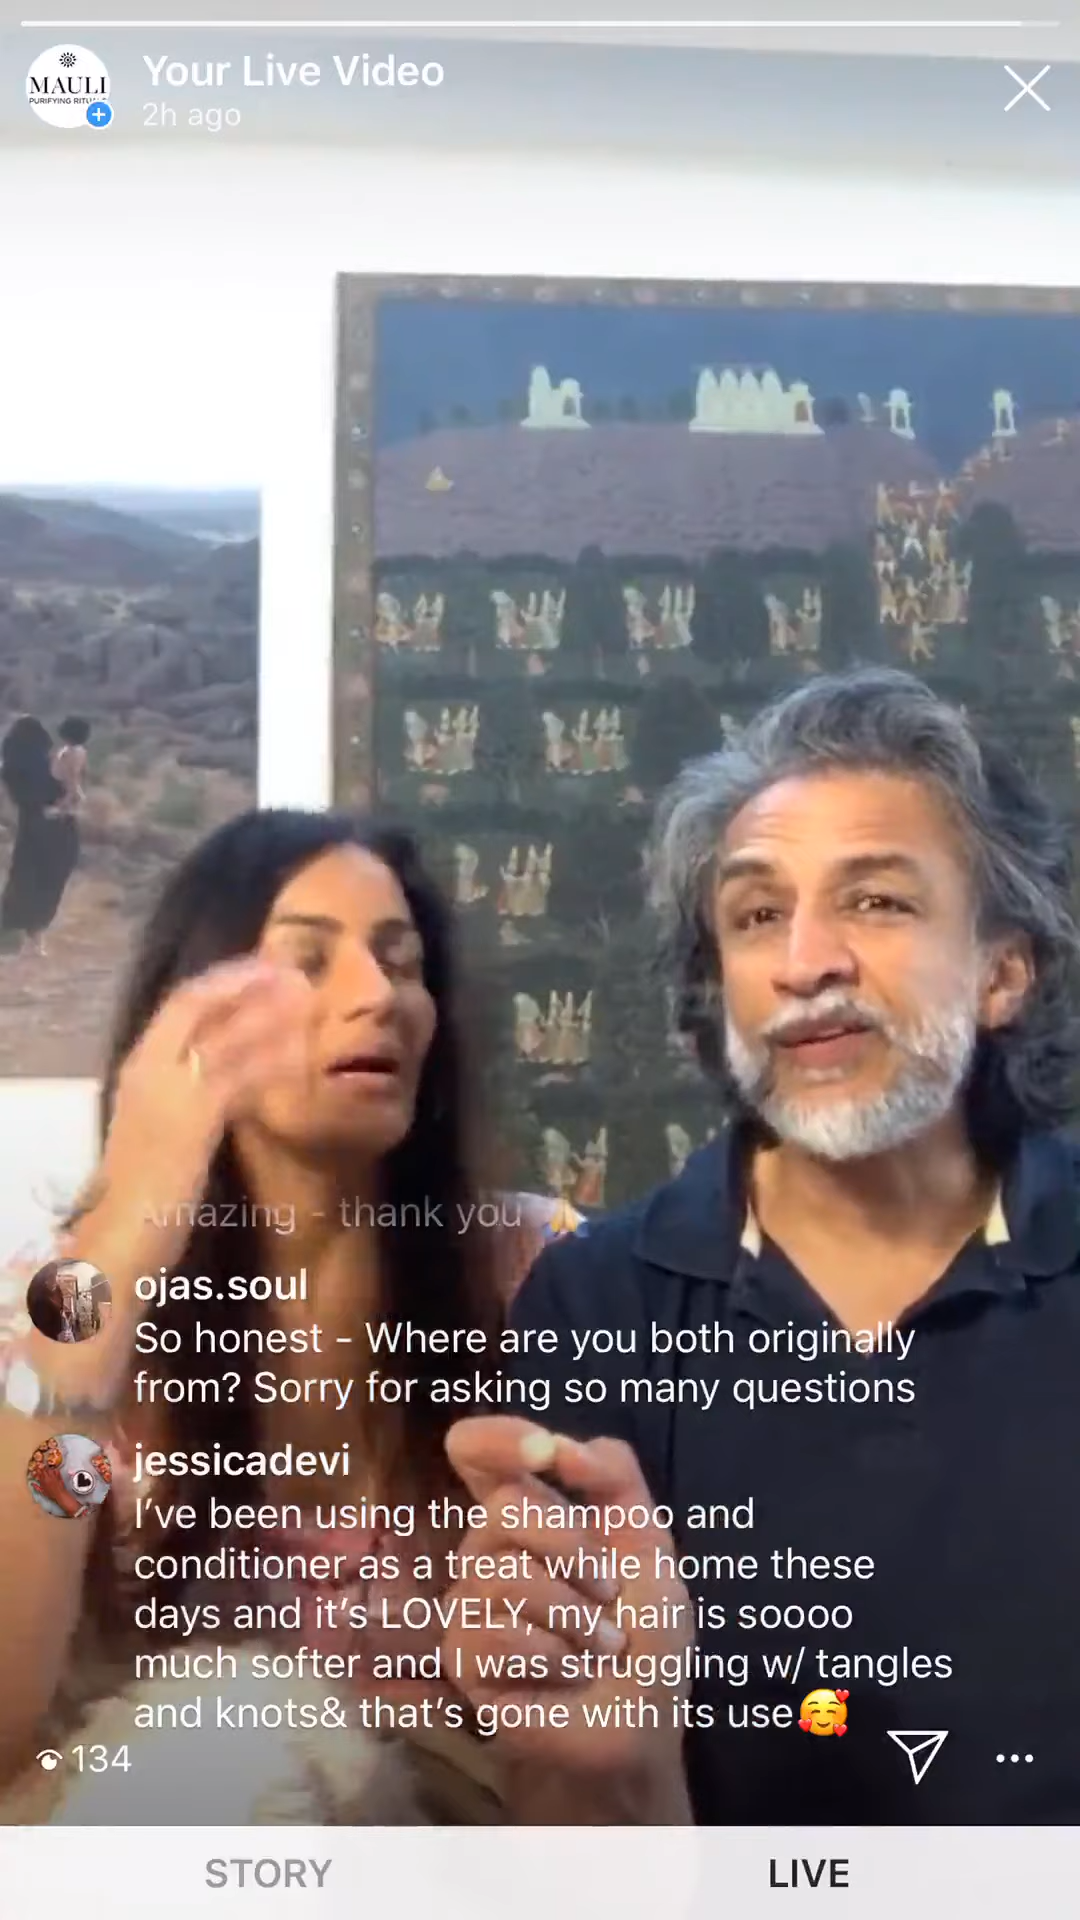 MAULI
PURIFYING RITUALS
Your Live Video
2h ago
Amazing - thank you 🙏
ojas.soul
So honest - Where are you both originally
from? Sorry for asking so many questions
jessicadevi
I've been using the shampoo and
conditioner as a treat while home these
days and it's LOVELY, my hair is soooo
much softer and I was struggling w/ tangles
and knots& that's gone with its use🥰
134
STORY
LIVE